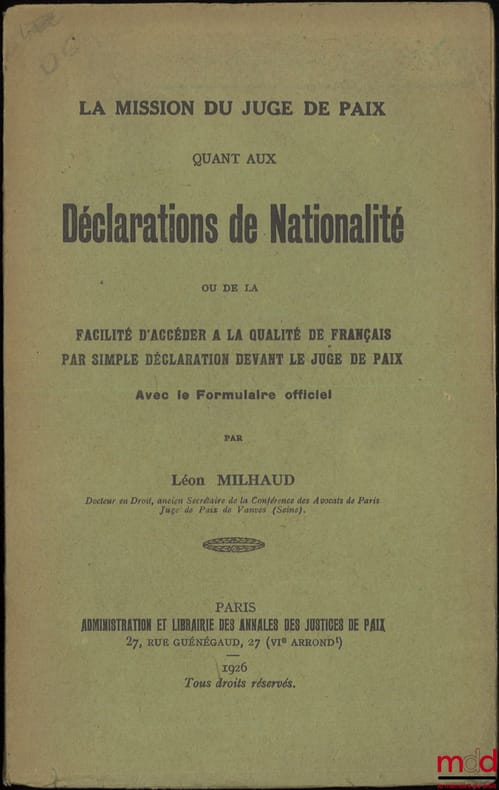 LA MISSION DU JUGE DE PAIX
QUANT AUX
Déclarations de Nationalité
OU DE LA
FACILITÉ D'ACCÉDER A LA QUALITÉ DE FRANÇAIS
PAR SIMPLE DÉCLARATION DEVANT LE JUGE DE PAIX
Avec le Formulaire officiel
PAR
Léon MILHAUD
Docteur en Droit, ancien Secrétaire de la Conférence des Avocats de Paris
Juge de Paix de Vanves (Seine).
PARIS
ADMINISTRATION ET LIBRAIRIE DES ANNALES DES JUSTICES DE PAIX
27, RUE GUÉNÉGAUD, 27 (VIe ARRONDt)
1926
Tous droits réservés.
mdd